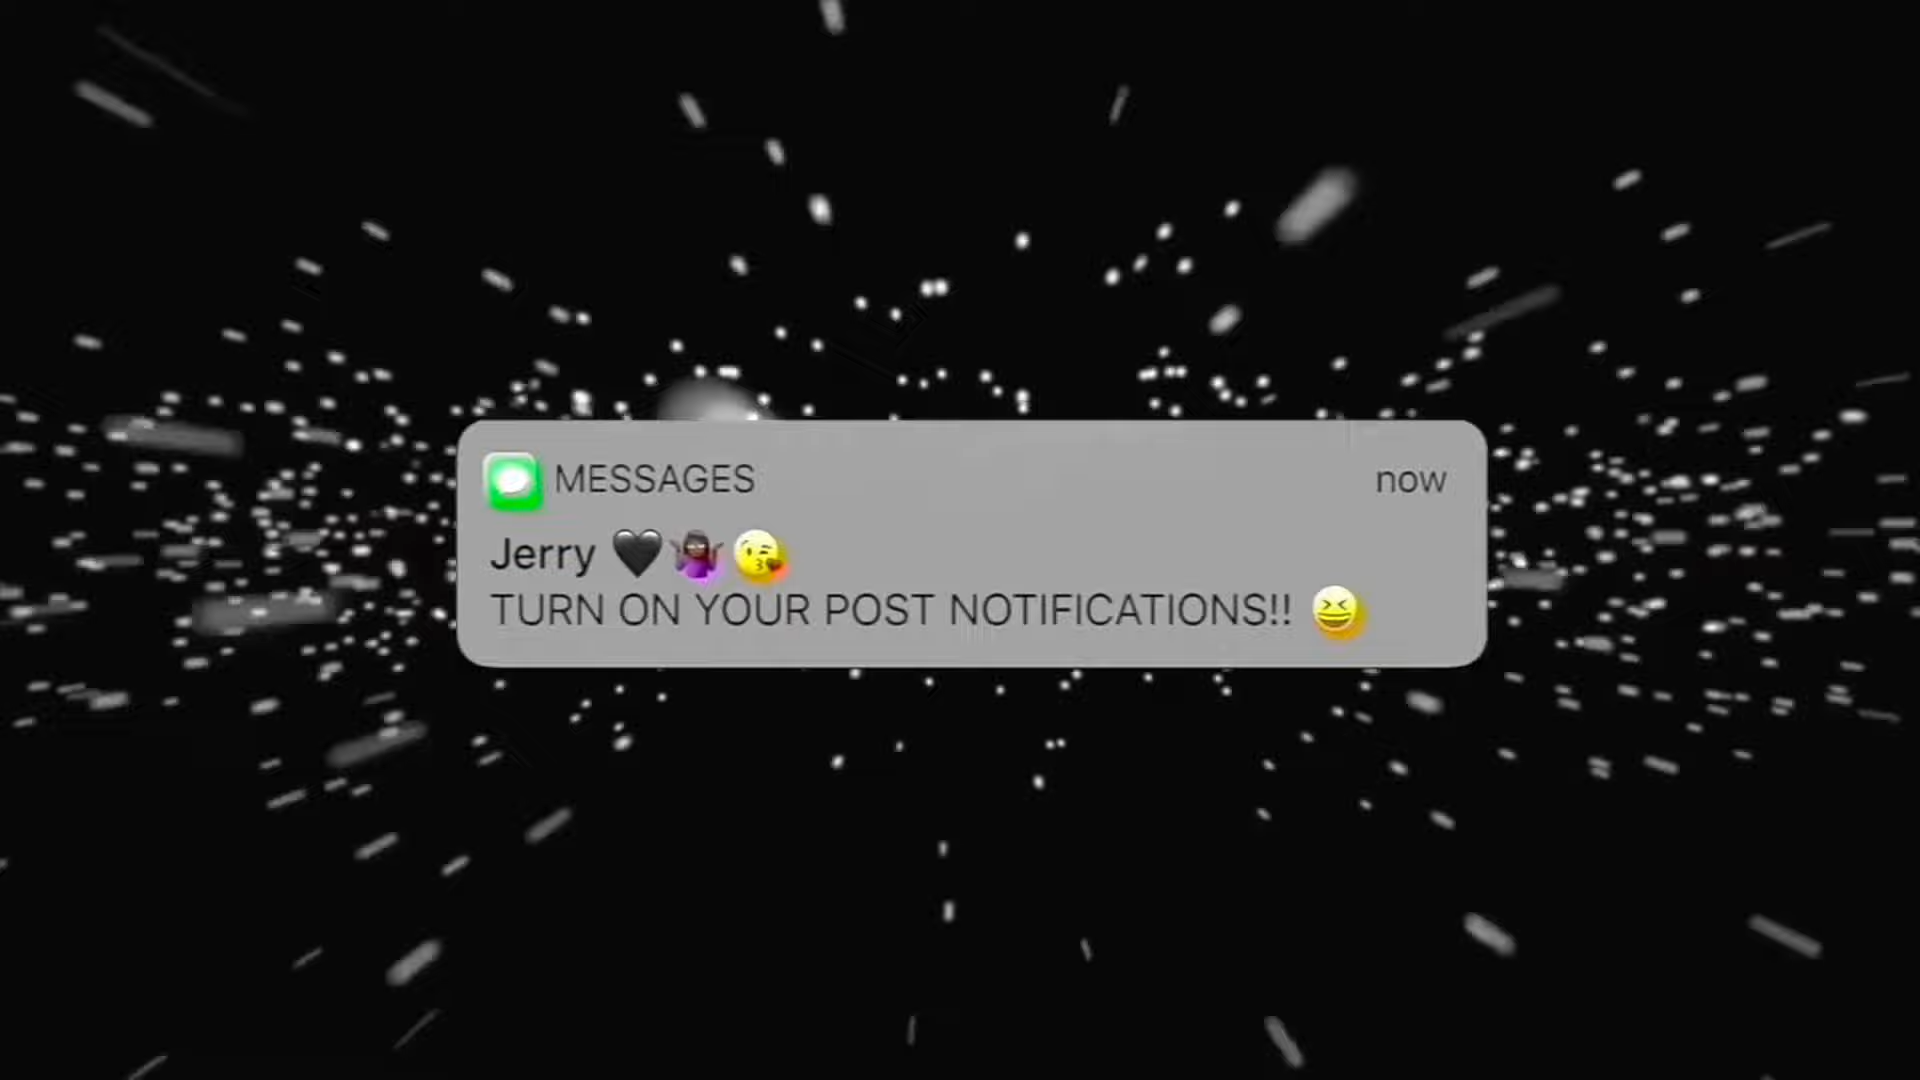 MESSAGES now
Jerry 🖤🤷🏿‍♀️😘
TURN ON YOUR POST NOTIFICATIONS!! 😆